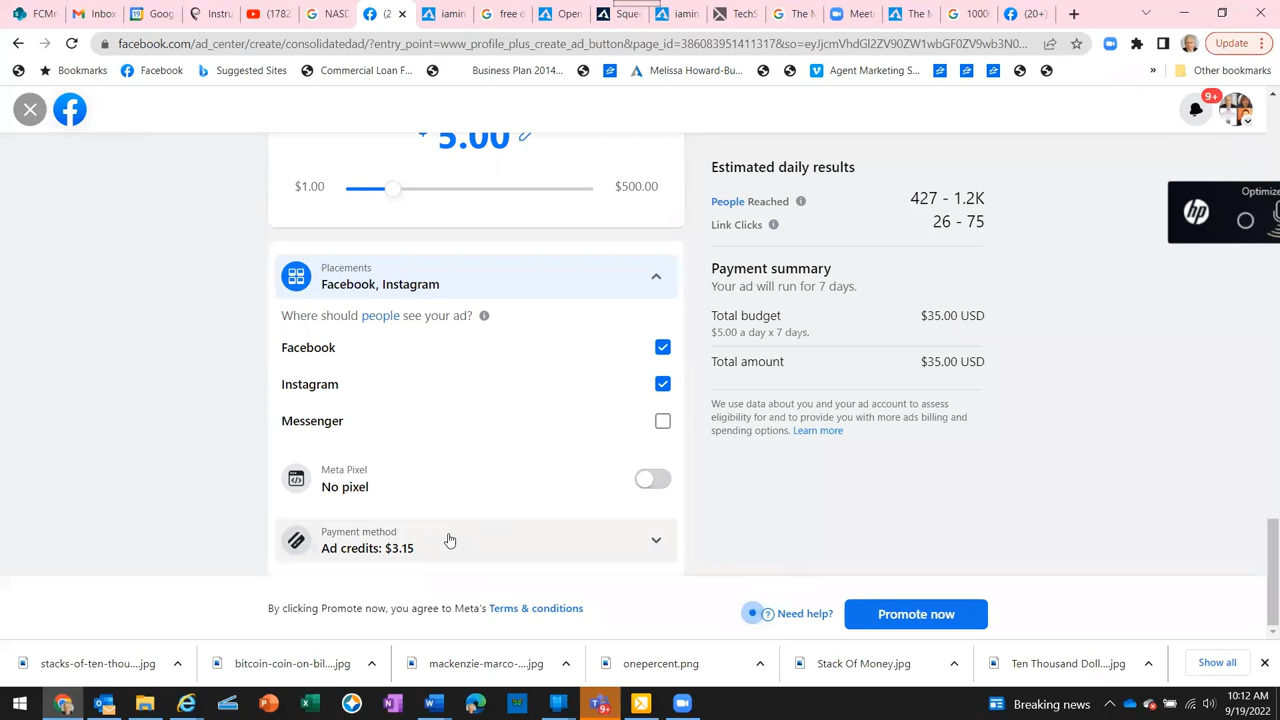 FCMr
Inbox
Goog
Instru
(1782
NASD
(2
iamin
free d
Open
Sque
iamin
TechS
The M
Meet
The M
1000
(20+)
facebook.com/ad_center/create/consolidatedad/?entry_point=www_profile_plus_create_ad_button&page_id=386083951411317&so=eyJjcmVhdGl2ZV90ZW1wbGF0ZV9wb3N0...
Update
Bookmarks
Facebook
Suggested Sites
Commercial Loan F...
Business Plan 2014...
Melissa Howard-Bu...
Agent Marketing S...
»
Other bookmarks
9+
5.00
$1.00
$500.00
Placements
Facebook, Instagram
Where should people see your ad?
Facebook
Instagram
Messenger
Meta Pixel
No pixel
Payment method
Ad credits: $3.15
Estimated daily results
People Reached
427 - 1.2K
Link Clicks
26 - 75
Payment summary
Your ad will run for 7 days.
Total budget
$35.00 USD
$5.00 a day x 7 days.
Total amount
$35.00 USD
We use data about you and your ad account to assess
eligibility for and to provide you with more ads billing and
spending options. Learn more
hp
Optimize
By clicking Promote now, you agree to Meta's Terms & conditions
Need help?
Promote now
stacks-of-ten-thou....jpg
bitcoin-coin-on-bil....jpg
mackenzie-marco-....jpg
onepercent.png
Stack Of Money.jpg
Ten Thousand Doll....jpg
Show all
9+
Breaking news
10:12 AM
9/19/2022